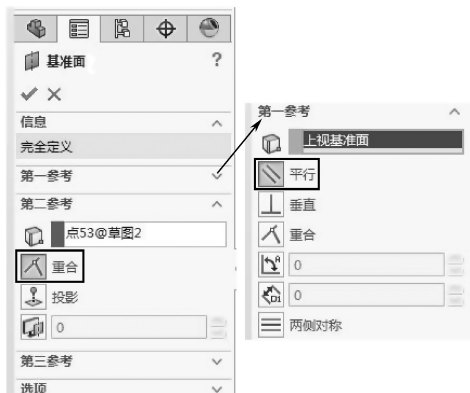 基准面
?
信息
完全定义
第一参考
第二参考
点53@草图2
重合
投影
0
第三参考
选项
第一参考
上视基准面
平行
垂直
重合
0
0
两侧对称